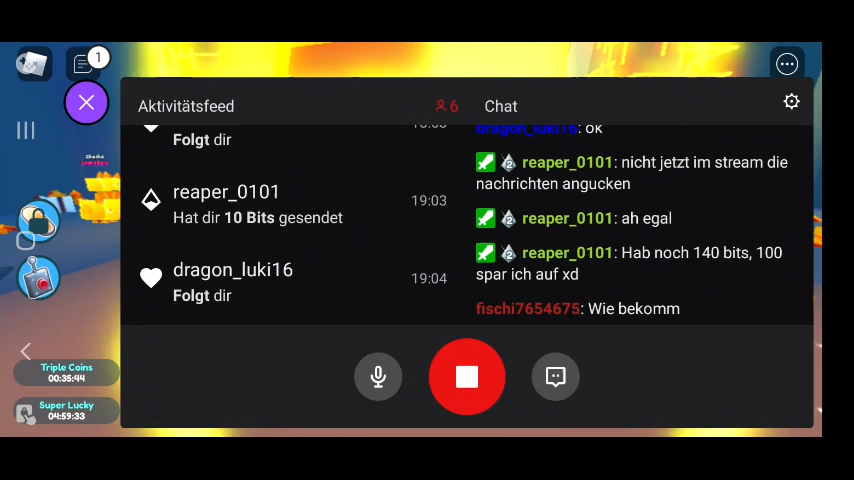 1
Aktivitätsfeed
6
Chat
Folgt dir
reaper_0101
Hat dir 10 Bits gesendet
19:03
dragon_luki16
Folgt dir
19:04
dragon_luki16: ok
reaper_0101: nicht jetzt im stream die
nachrichten angucken
reaper_0101: ah egal
reaper_0101: Hab noch 140 bits, 100
spar ich auf xd
fischi7654675: Wie bekomm
Triple Coins
00:35:44
Super Lucky
04:59:33